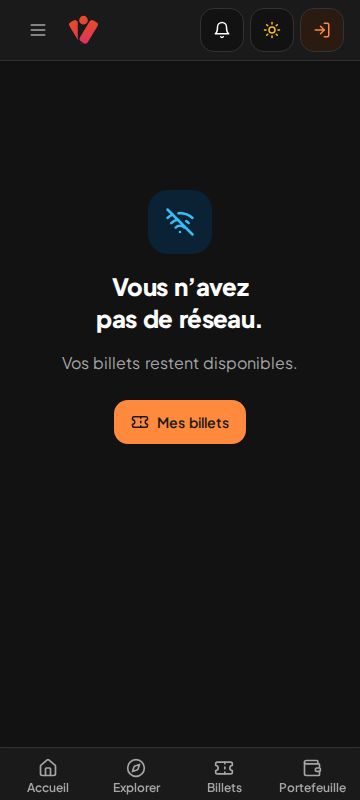 Vous n’avez
pas de réseau.
Vos billets restent disponibles.
Mes billets
Accueil
Explorer
Billets
Portefeuille